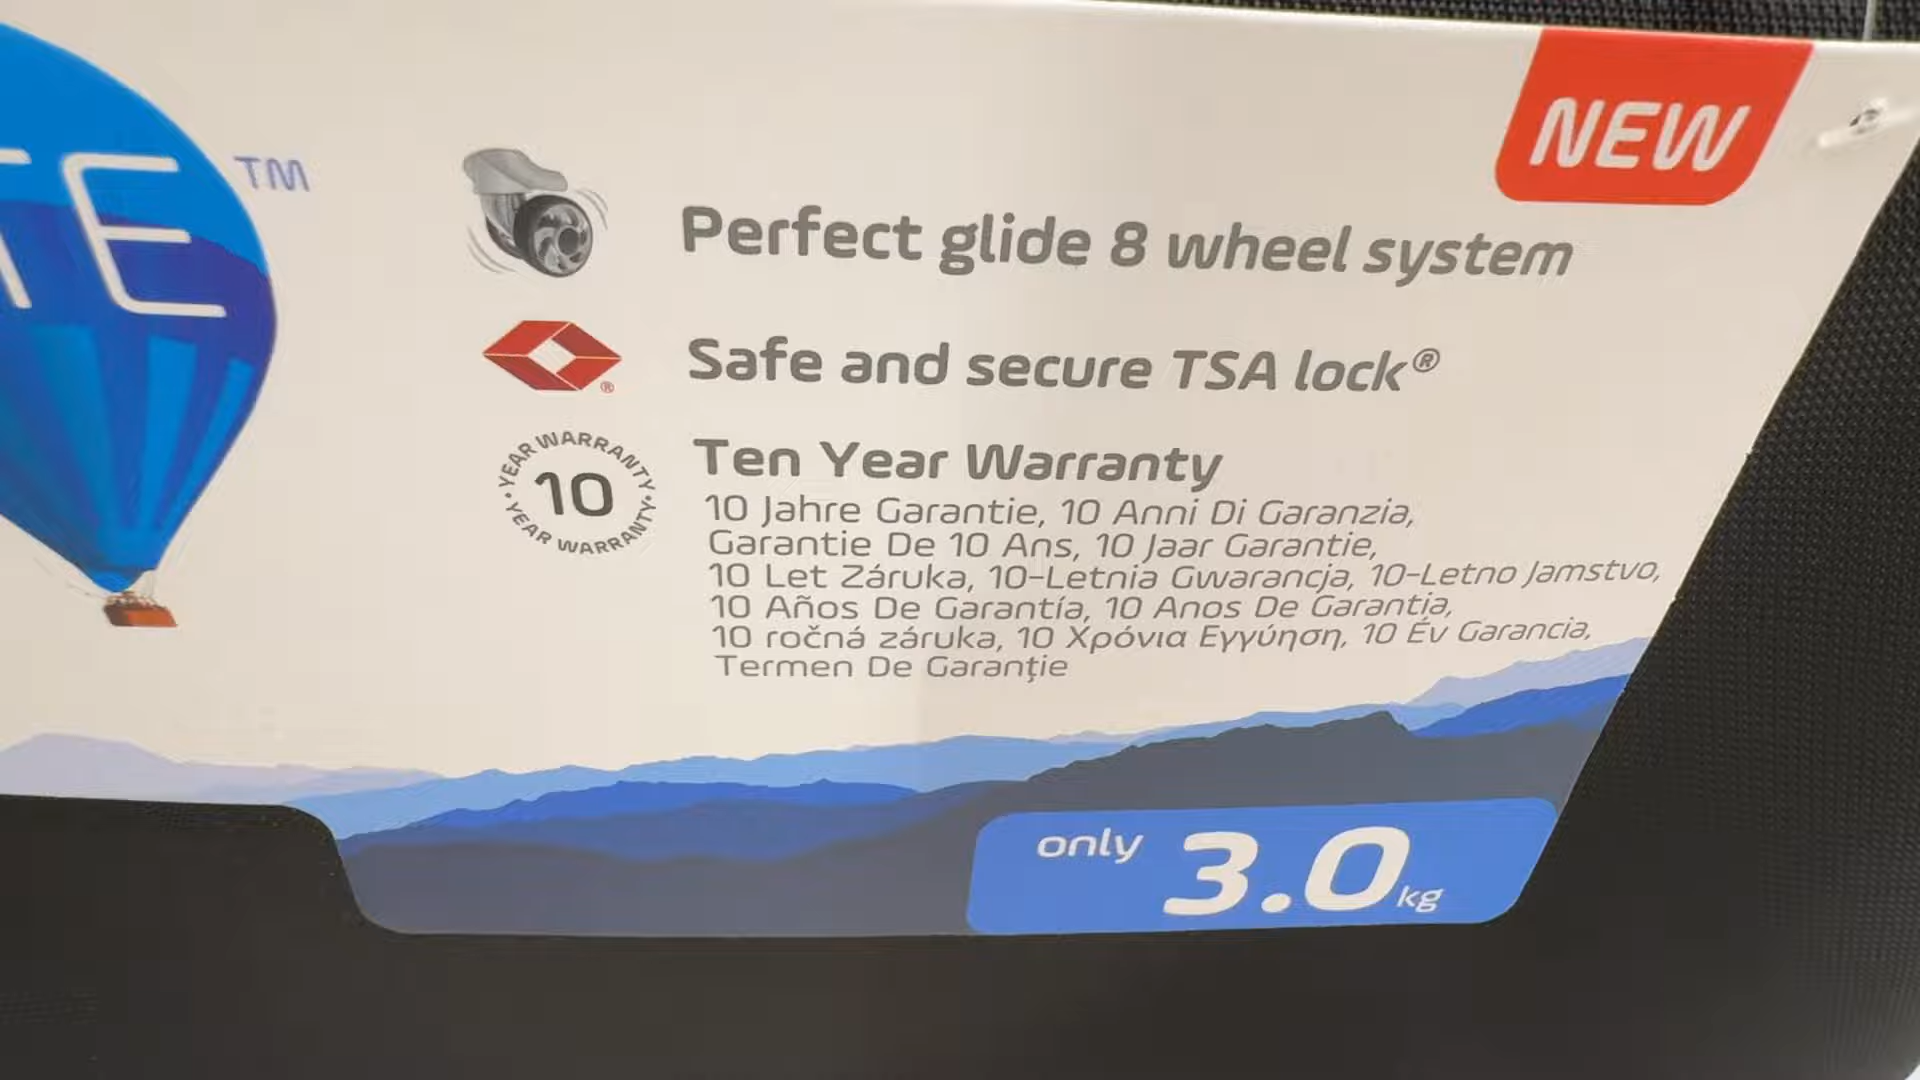 NEW
TE™
Perfect glide 8 wheel system
Safe and secure TSA lock®
®
YEAR WARRANTY • YEAR WARRANTY •
10
Ten Year Warranty
10 Jahre Garantie, 10 Anni Di Garanzia,
Garantie De 10 Ans, 10 Jaar Garantie,
10 Let Záruka, 10-Letnia Gwarancja, 10-Letno Jamstvo,
10 Años De Garantía, 10 Anos De Garantia,
10 ročná záruka, 10 Χρόνια Εγγύηση, 10 Év Garancia,
Termen De Garanţie
only 3.0 kg